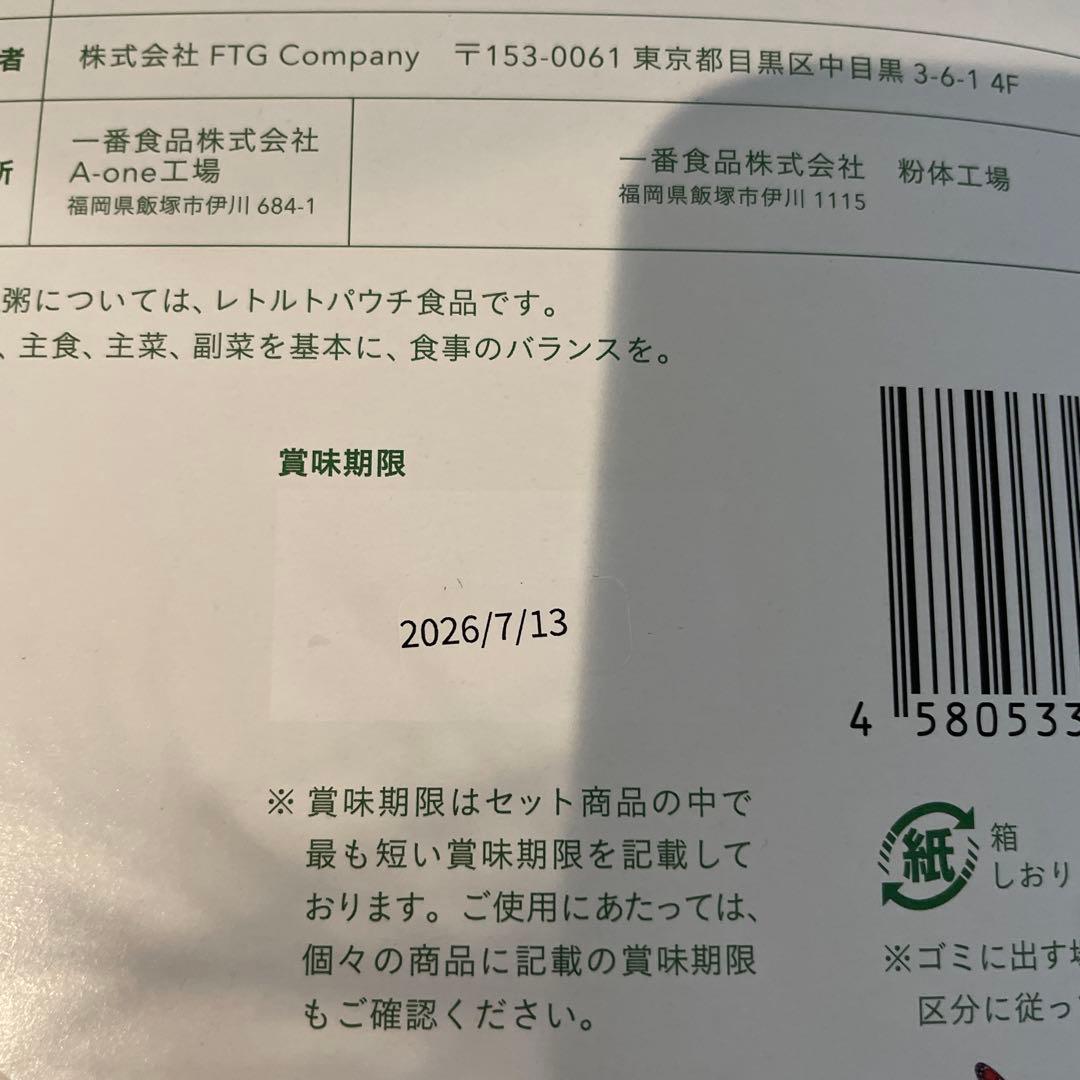 者 株式会社 FTG Company 〒153-0061 東京都目黒区中目黒 3-6-1 4F
所
一番食品株式会社
A-one工場
福岡県飯塚市伊川 684-1
一番食品株式会社 粉体工場
福岡県飯塚市伊川 1115
粥については、レトルトパウチ食品です。
、主食、主菜、副菜を基本に、食事のバランスを。
賞味期限
2026/7/13
4 580533
※ 賞味期限はセット商品の中で
最も短い賞味期限を記載して
おります。ご使用にあたっては、
個々の商品に記載の賞味期限
もご確認ください。
紙
箱
しおり
※ゴミに出す場
区分に従っ